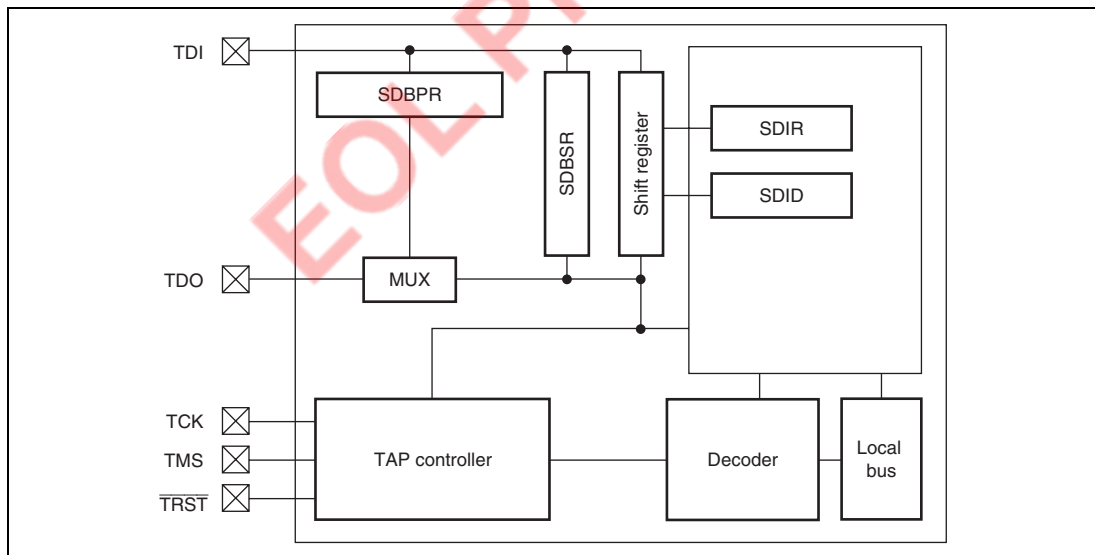 EOL P
TDI
SDBPR
SDBSR
Shift register
SDIR
SDID
TDO
MUX
TCK
TMS
TRST
TAP controller
Decoder
Local
bus